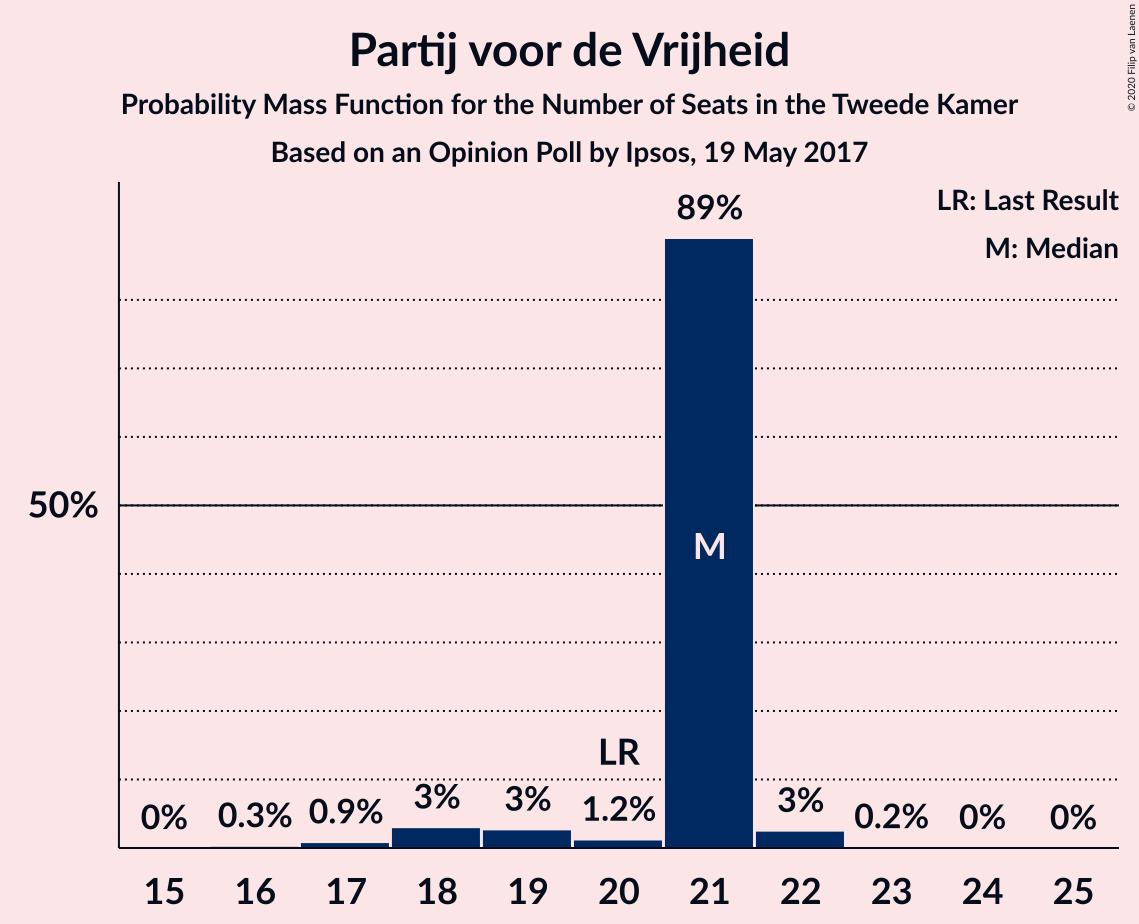 Partij voor de Vrijheid
Probability Mass Function for the Number of Seats in the Tweede Kamer
Based on an Opinion Poll by Ipsos, 19 May 2017
© 2020 Filip van Laenen
LR: Last Result
M: Median
89%
50%
M
LR
0% 0.3% 0.9% 3% 3% 1.2% 3% 0.2% 0% 0%
15 16 17 18 19 20 21 22 23 24 25